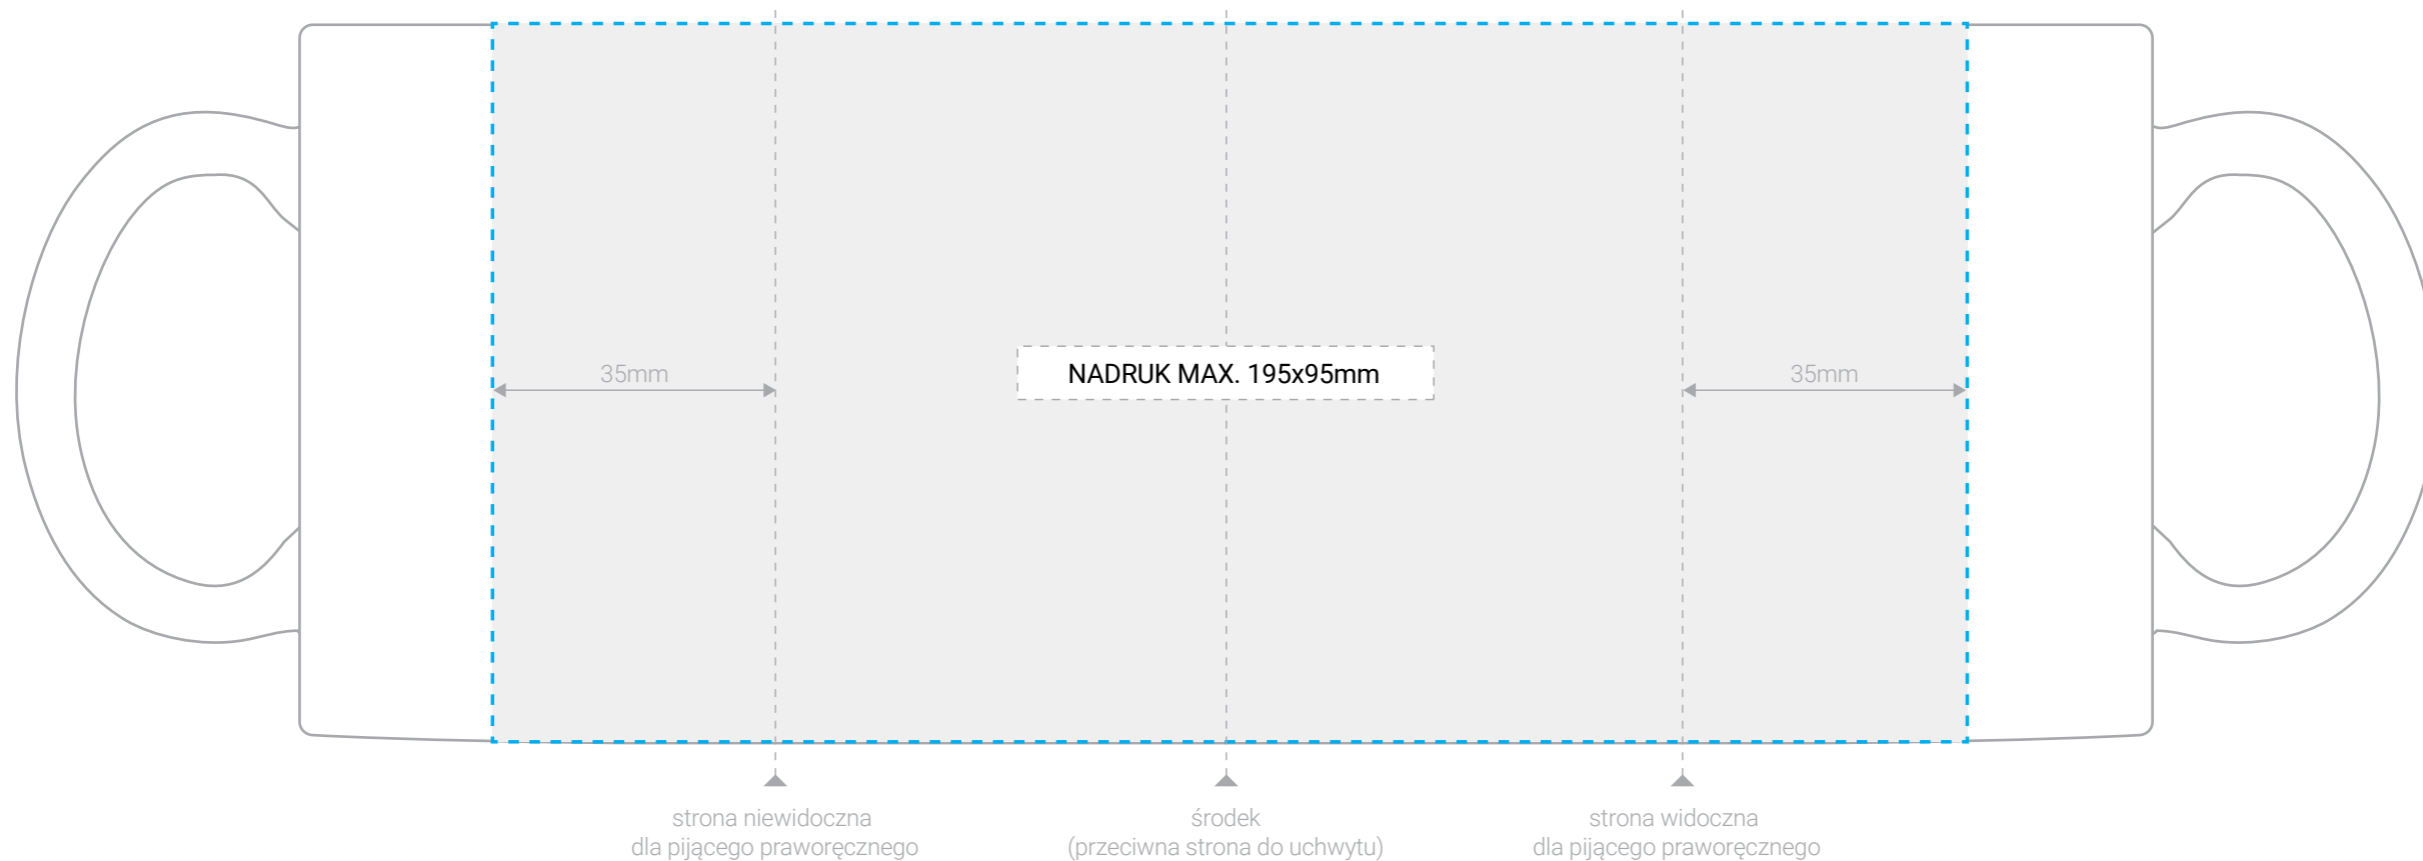 35mm
NADRUK MAX. 195x95mm
35mm
strona niewidoczna
dla pijącego praworęcznego
środek
(przeciwna strona do uchwytu)
strona widoczna
dla pijącego praworęcznego